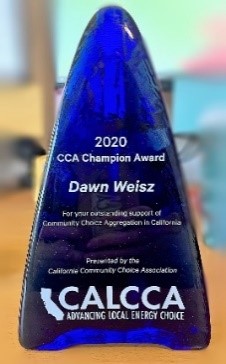 2020
CCA Champion Award
Dawn Weisz
For your outstanding support of
Community Choice Aggregation in California
Presented by the
California Community Choice Association
CALCCA
ADVANCING LOCAL ENERGY CHOICE